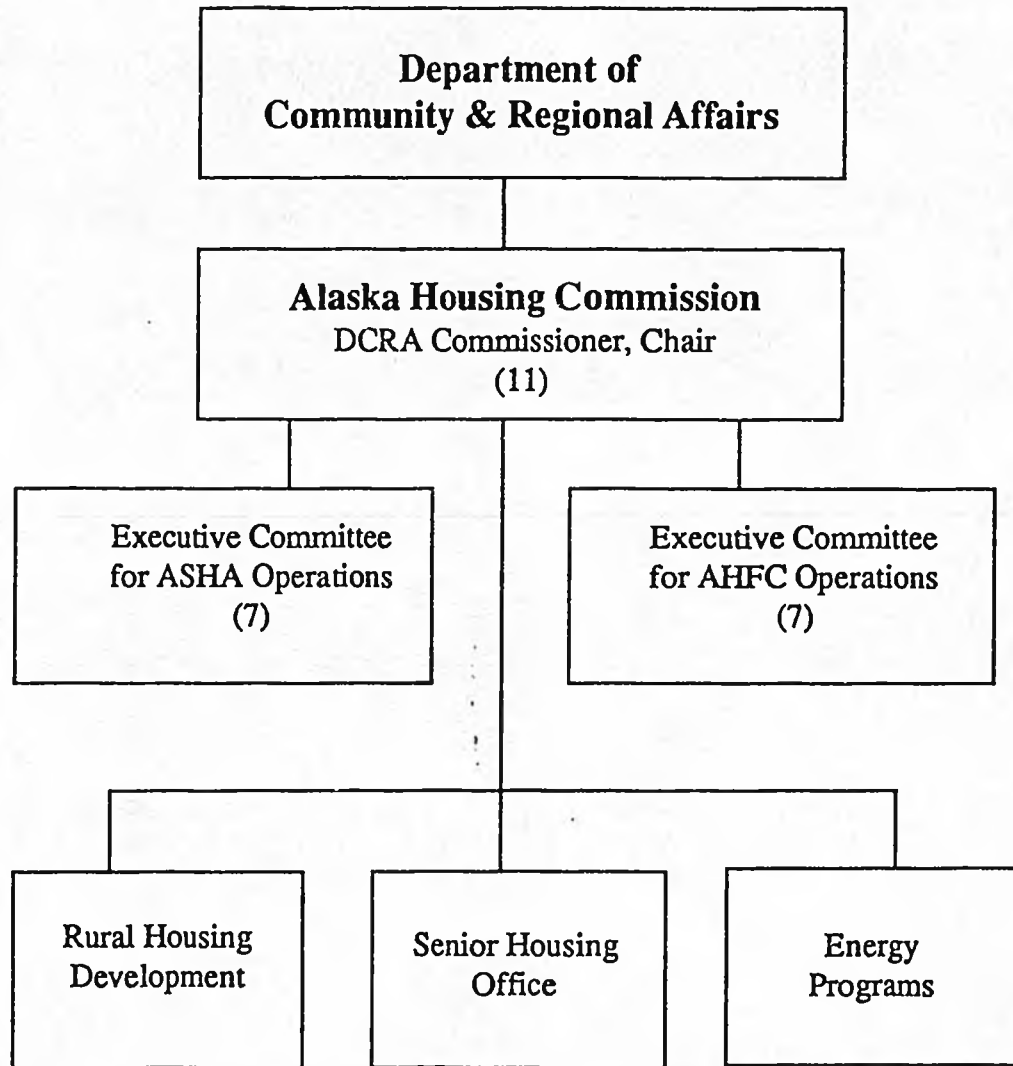 Department of
Community & Regional Affairs
Alaska Housing Commission
DCRA Commissioner, Chair
(11)
Executive Committee
for ASHA Operations
(7)
Executive Committee
for AHFC Operations
(7)
Rural Housing
Development
Senior Housing
Office
Energy
Programs